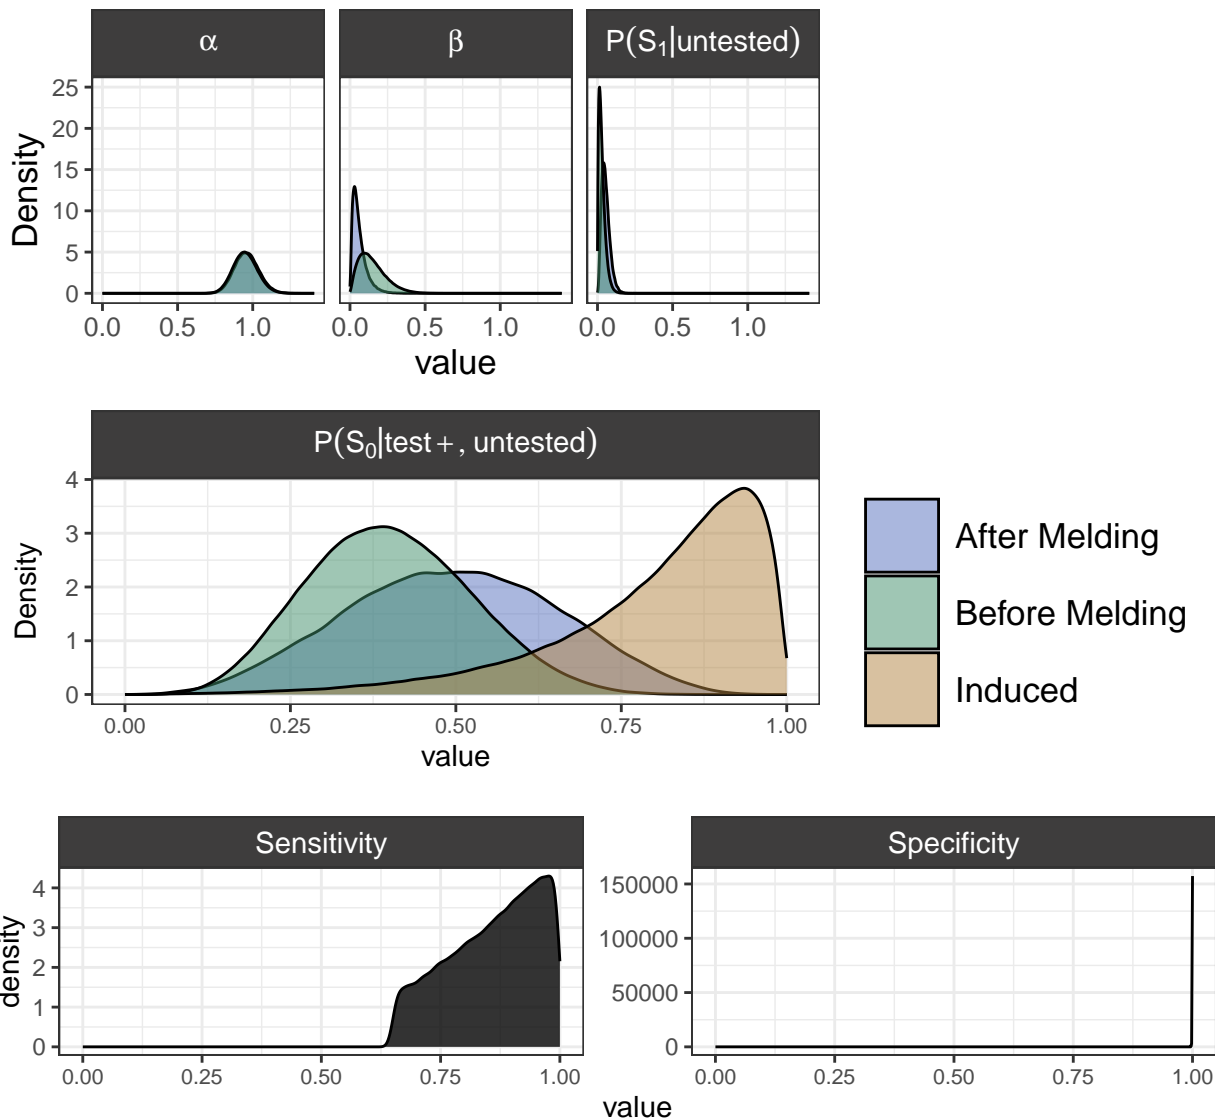 α β P(S₁|untested)
Density
25
20
15
10
5
0
0.0 0.5 1.0 0.0 0.5 1.0 0.0 0.5 1.0
value
P(S₀|test+, untested)
Density
4
3
2
1
0
0.00 0.25 0.50 0.75 1.00
value
After Melding
Before Melding
Induced
Sensitivity
density
4
3
2
1
0
0.00 0.25 0.50 0.75 1.00
Specificity
150000
100000
50000
0
0.00 0.25 0.50 0.75 1.00
value